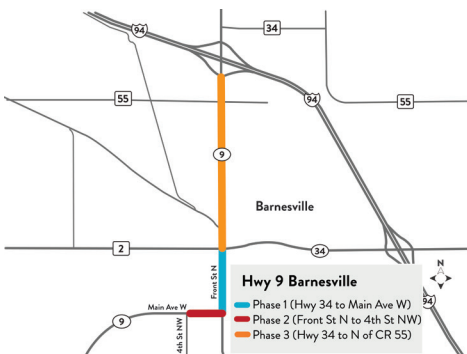 94
34
55
94
55
9
Barnesville
2
34
N
Front St N
Hwy 9 Barnesville
Phase 1 (Hwy 34 to Main Ave W)
Phase 2 (Front St N to 4th St NW)
Phase 3 (Hwy 34 to N of CR 55)
94
Main Ave W
9
4th St NW